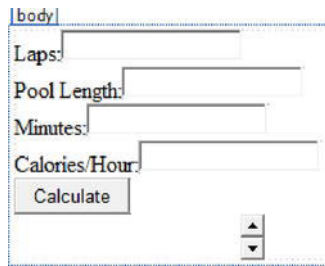 body
Laps:
Pool Length:
Minutes:
Calories/Hour:
Calculate